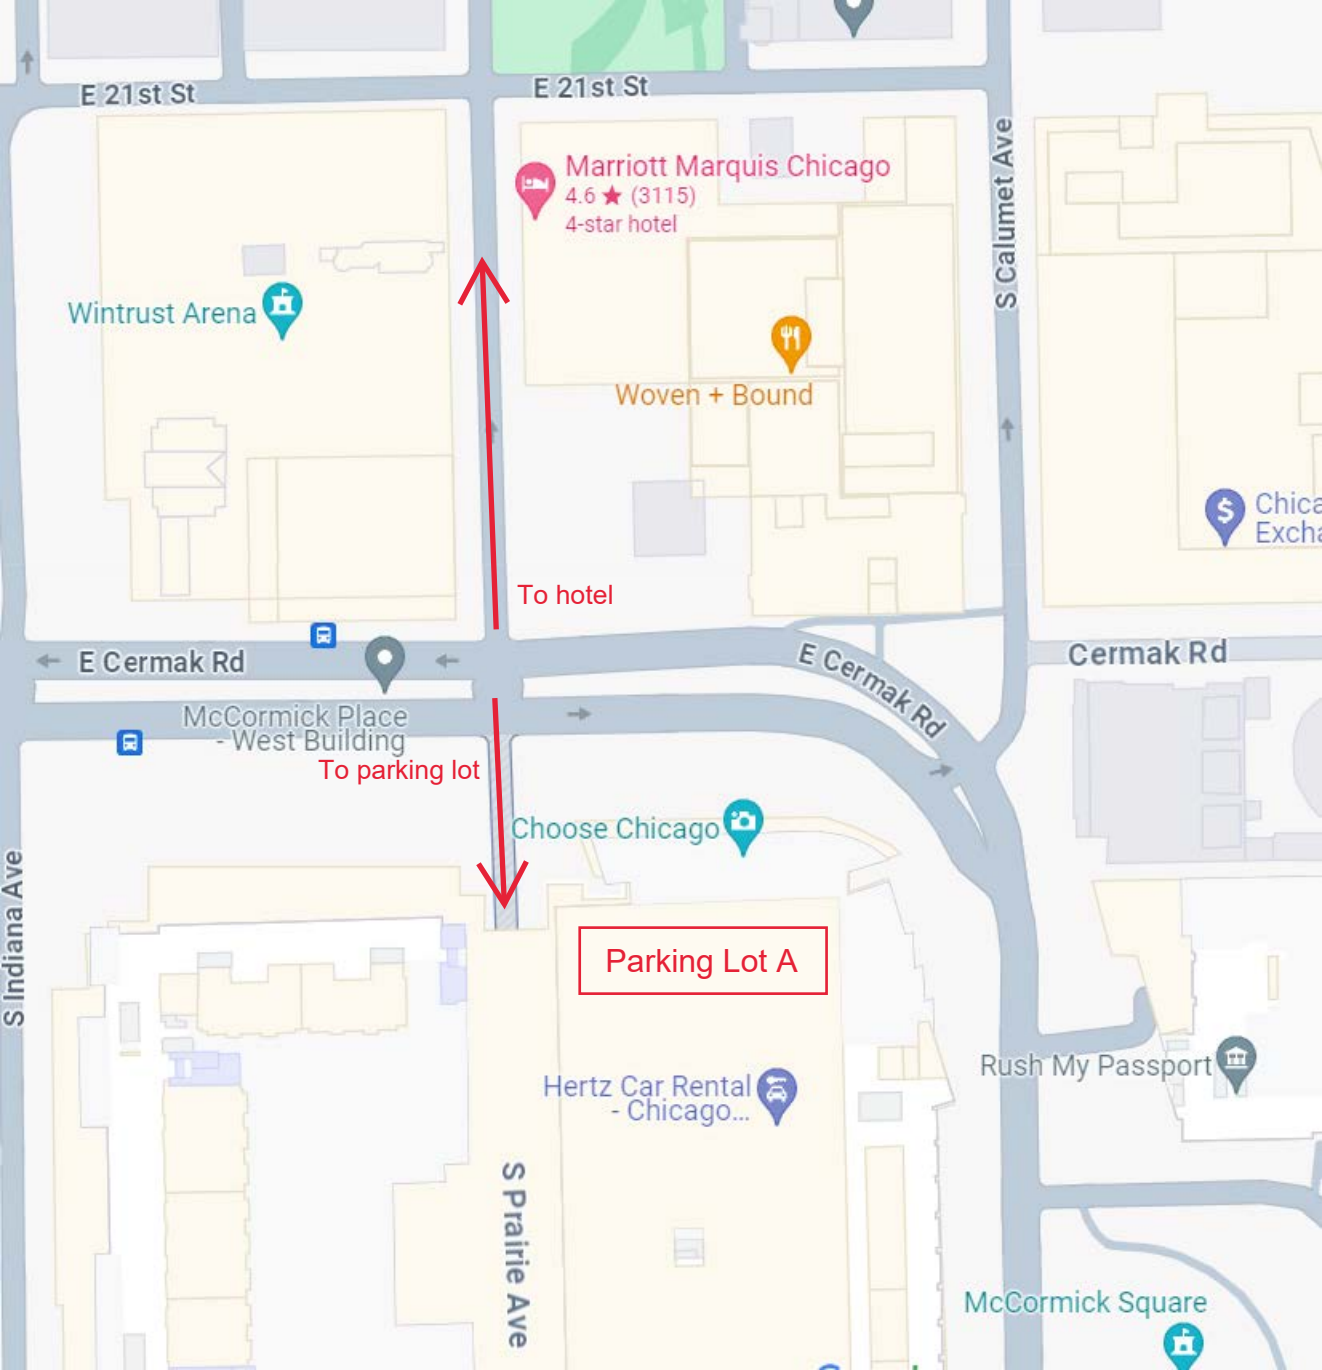 E 21st St
E 21st St
S Calumet Ave
Marriott Marquis Chicago
4.6 ★ (3115)
4-star hotel
Wintrust Arena
Woven + Bound
$
To hotel
E Cermak Rd
E Cermak Rd
Cermak Rd
McCormick Place
- West Building
To parking lot
Choose Chicago
S Indiana Ave
Parking Lot A
Rush My Passport
Hertz Car Rental
- Chicago...
S Prairie Ave
McCormick Square